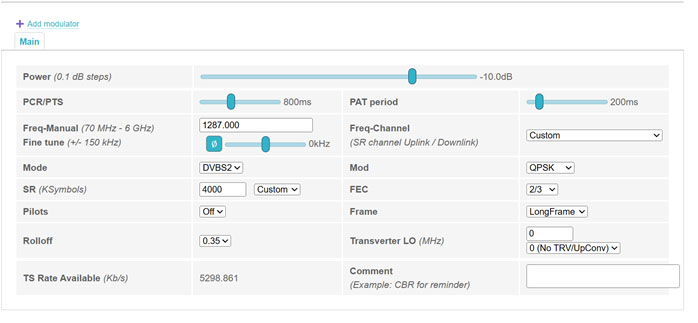 Add modulator
Main
Power (0.1 dB steps) -10.0dB
PCR/PTS 800ms PAT period 200ms
Freq-Manual (70 MHz - 6 GHz) 1287.000 Freq-Channel
Fine tune (+/- 150 kHz) Ø 0kHz (SR channel Uplink / Downlink) Custom
Mode DVBS2 Mod QPSK
SR (KSymbols) 4000 Custom FEC 2/3
Pilots Off Frame LongFrame
Rolloff 0.35 Transverter LO (MHz) 0
0 (No TRV/UpConv)
TS Rate Available (Kb/s) 5298.861 Comment
(Example: CBR for reminder)